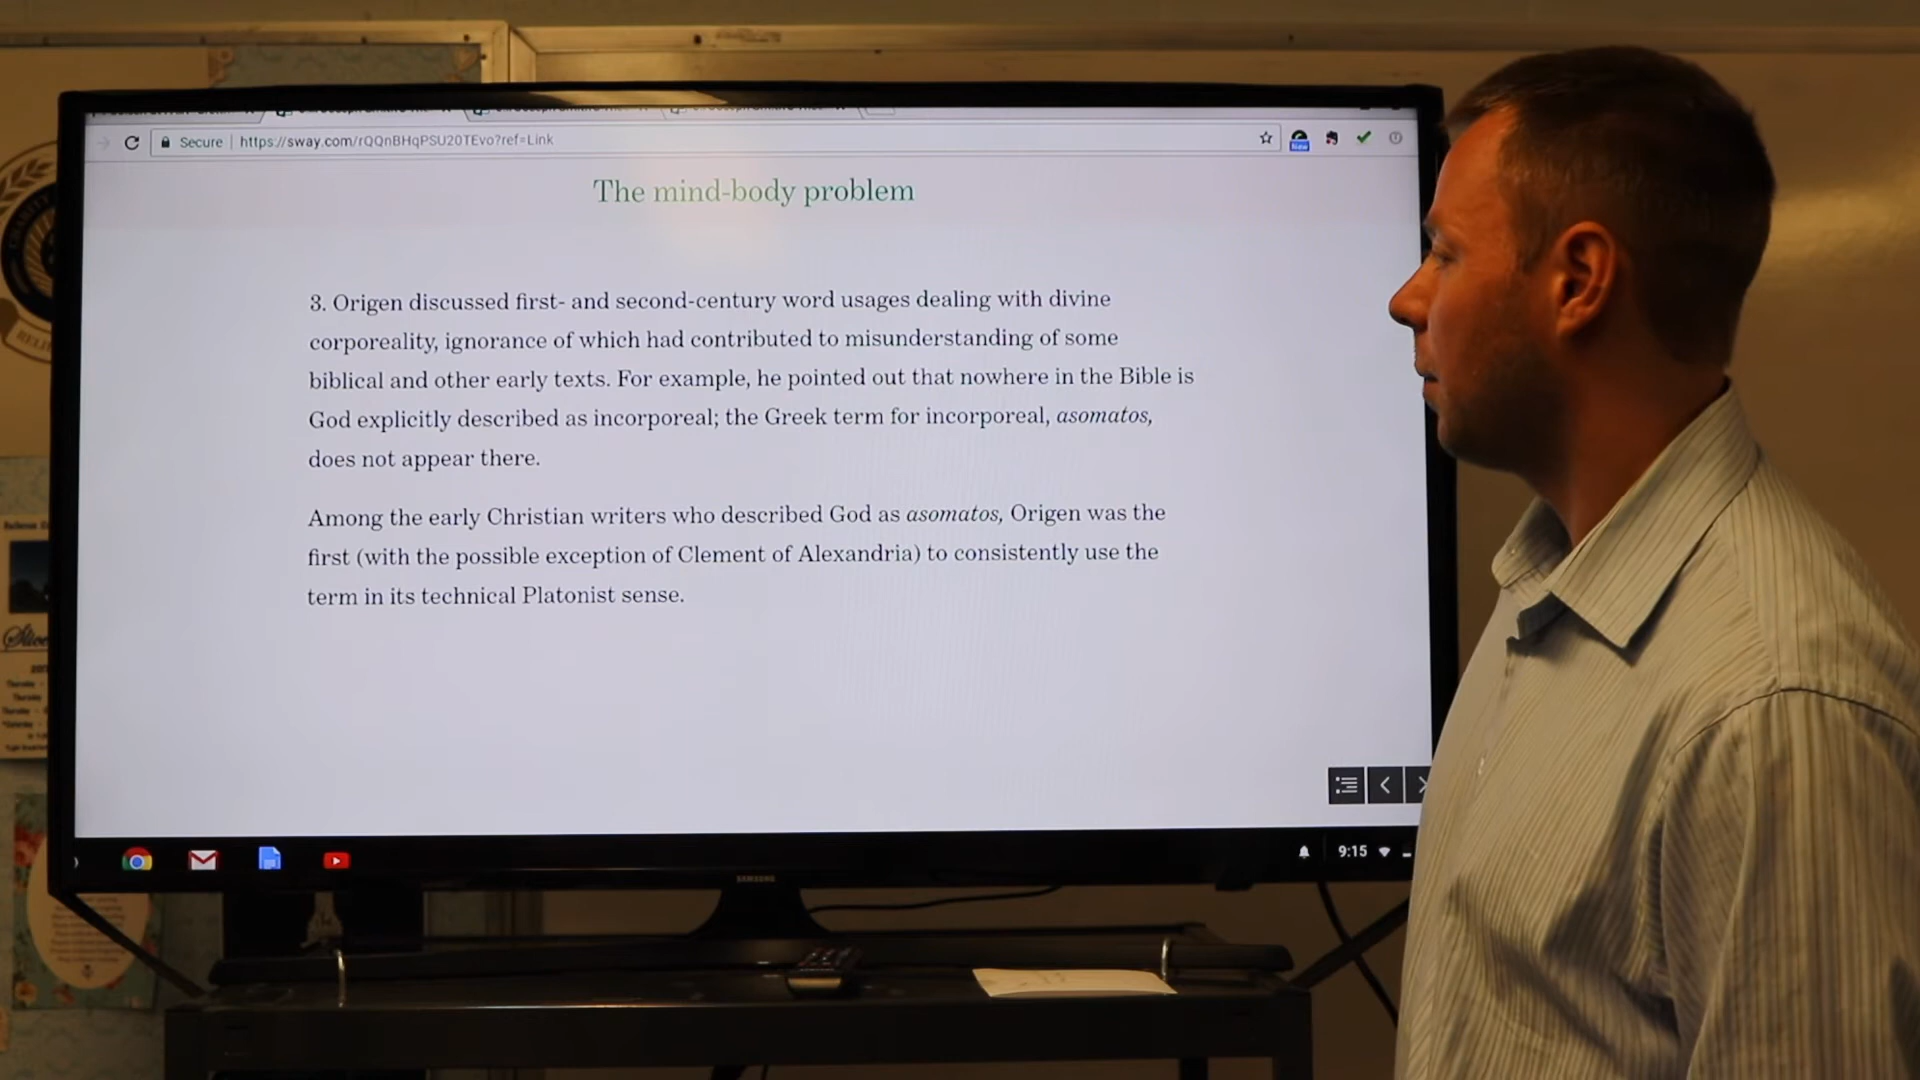 Secure
https://sway.com/rQQnBHqPSU20TEvo?ref=Link
New
The mind-body problem
3. Origen discussed first- and second-century word usages dealing with divine
corporeality, ignorance of which had contributed to misunderstanding of some
biblical and other early texts. For example, he pointed out that nowhere in the Bible is
God explicitly described as incorporeal; the Greek term for incorporeal, asomatos,
does not appear there.
Among the early Christian writers who described God as asomatos, Origen was the
first (with the possible exception of Clement of Alexandria) to consistently use the
term in its technical Platonist sense.
9:15
SAMSUNG